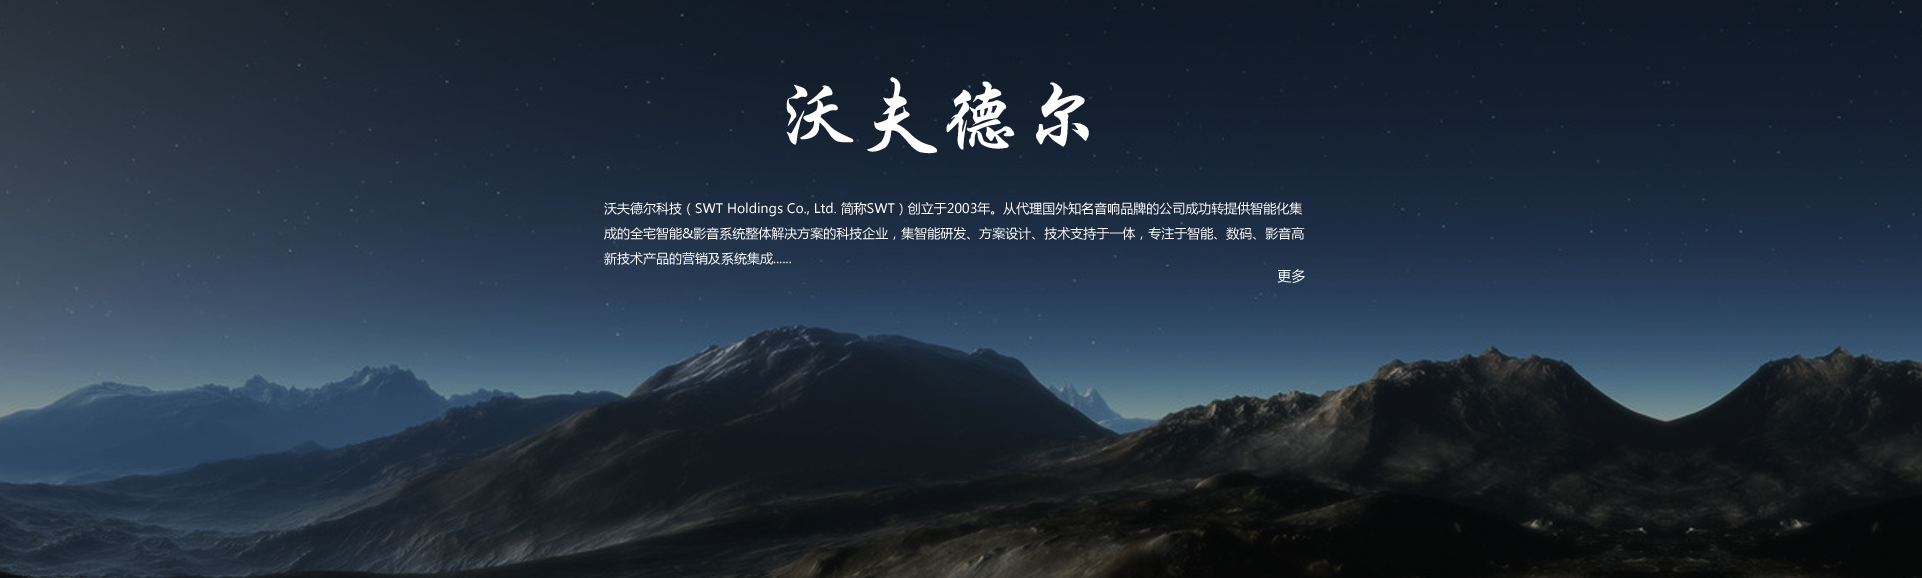 沃夫德尔
沃夫德尔科技（SWT Holdings Co., Ltd. 简称SWT）创立于2003年。从代理国外知名音响品牌的公司成功转提供智能化集
成的全宅智能&影音系统整体解决方案的科技企业，集智能研发、方案设计、技术支持于一体，专注于智能、数码、影音高
新技术产品的营销及系统集成......
更多